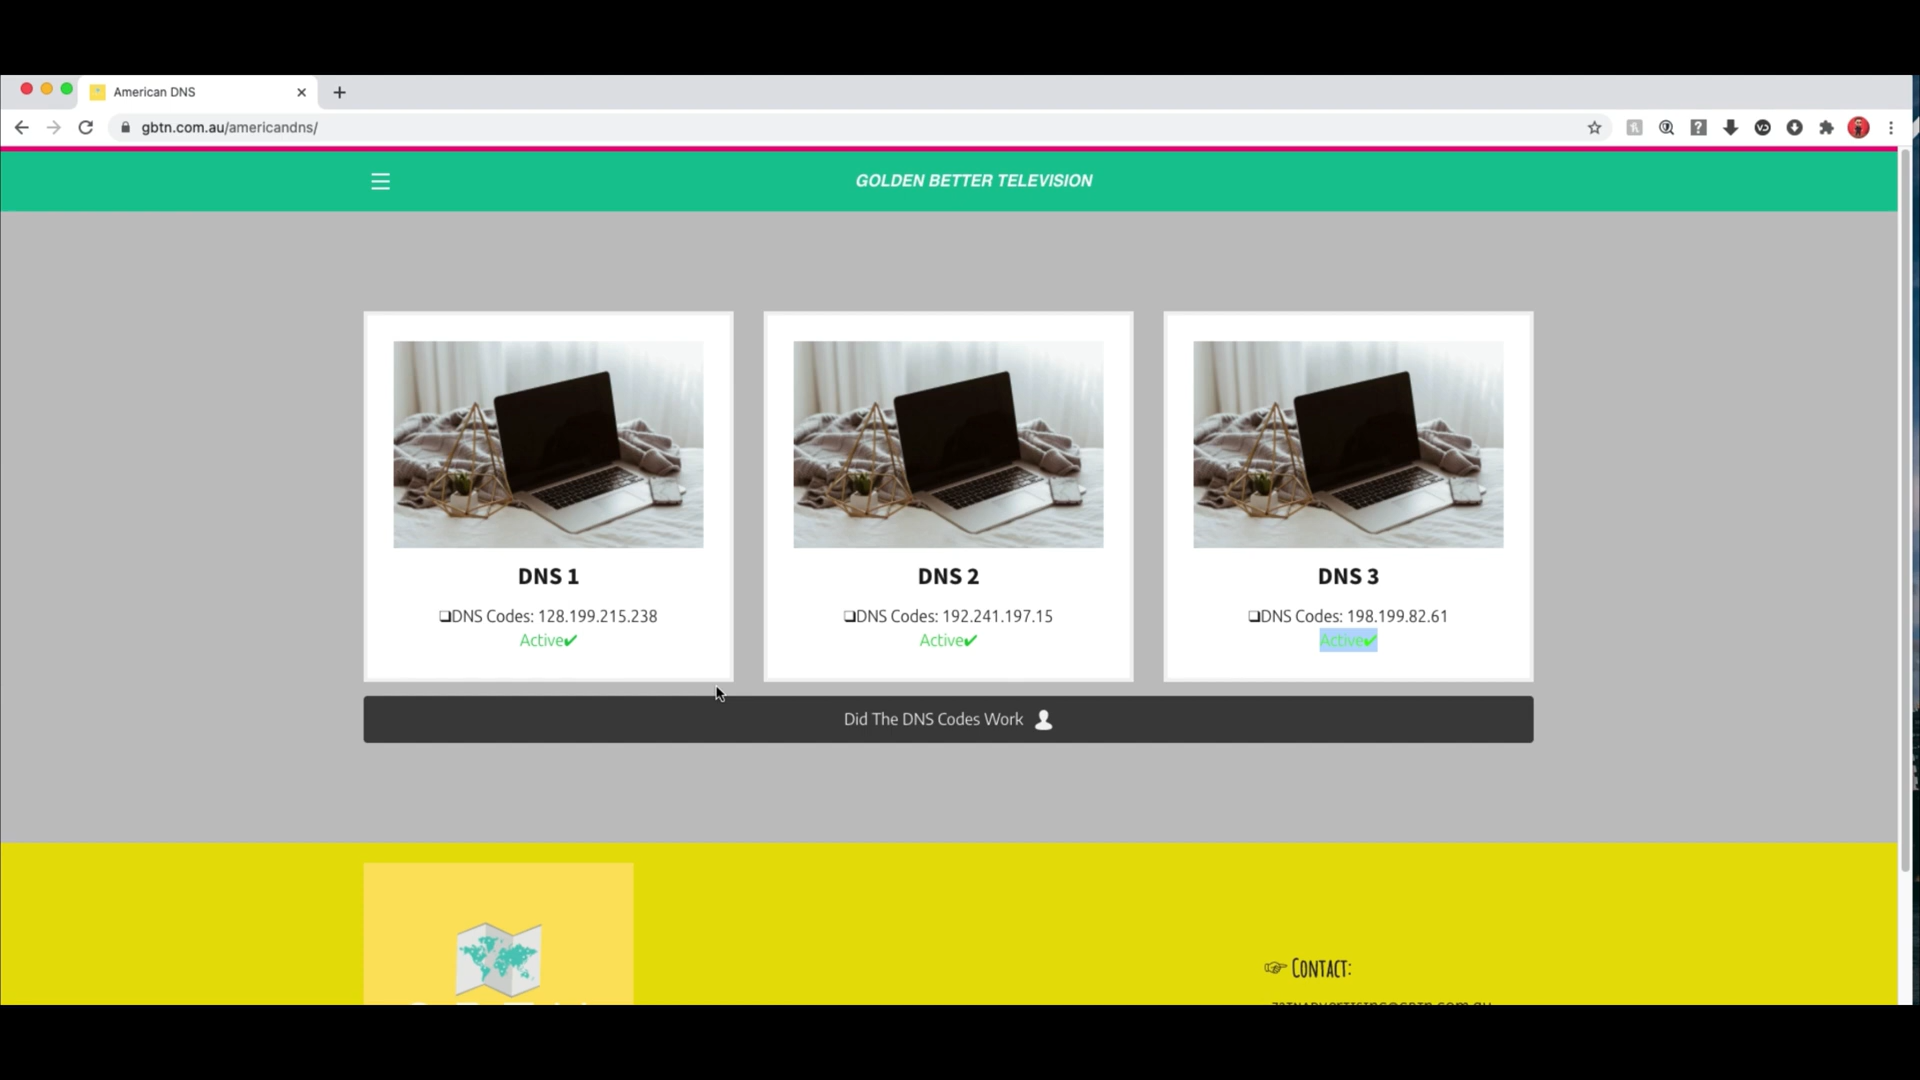 American DNS
gbtn.com.au/americandns/
GOLDEN BETTER TELEVISION
DNS 1
❏DNS Codes: 128.199.215.238
Active✔
DNS 2
❏DNS Codes: 192.241.197.15
Active✔
DNS 3
❏DNS Codes: 198.199.82.61
Active✔
Did The DNS Codes Work
☞ Contact: